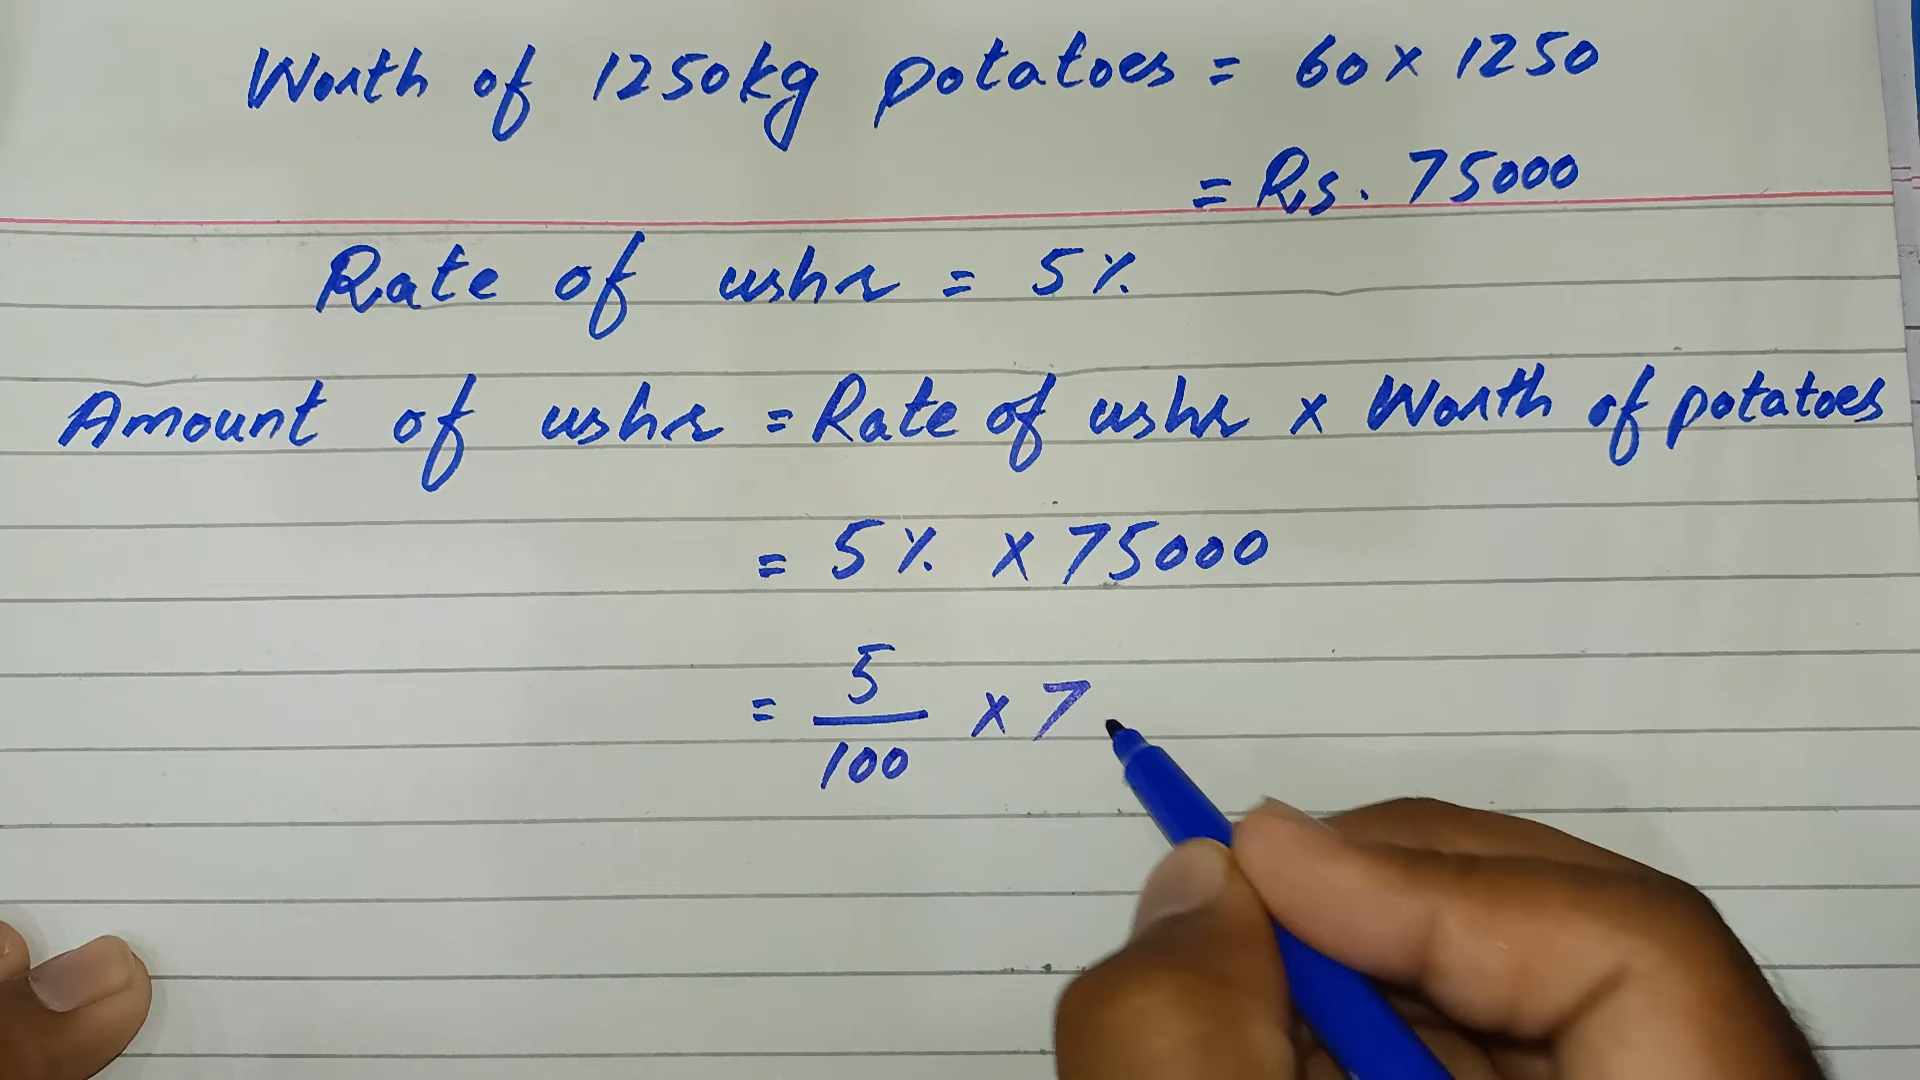 Worth of 1250kg potatoes = 60 x 1250
= Rs. 75000
Rate of ushr = 5%
Amount of ushr = Rate of ushr x Worth of potatoes
= 5% x 75000
= 5/100 x 7